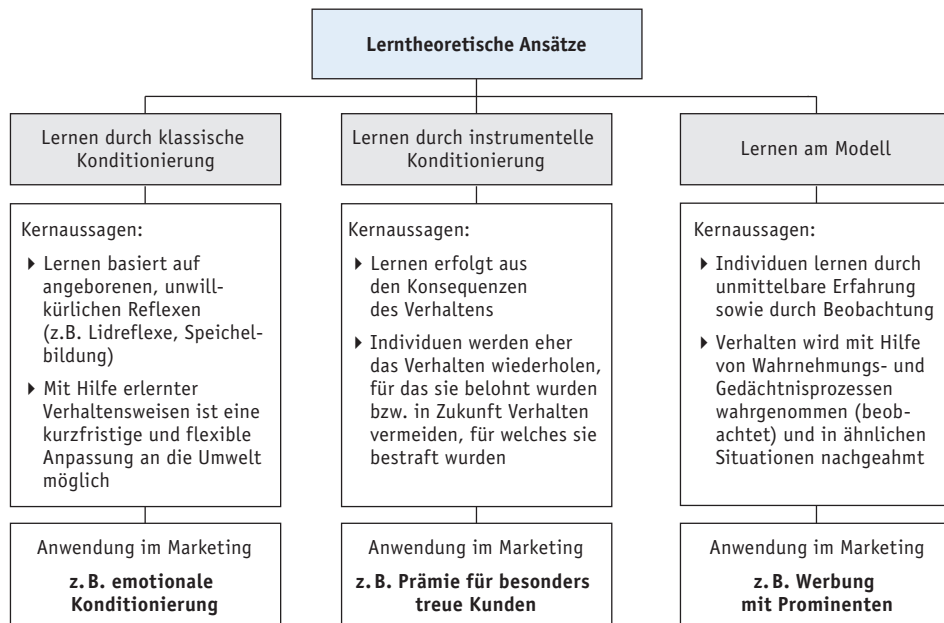 Lerntheoretische Ansätze
Lernen durch klassische
Konditionierung
Kernaussagen:
Lernen basiert auf
angeborenen, unwill-
kürlichen Reflexen
(z.B. Lidreflexe, Speichel-
bildung)
Mit Hilfe erlernter
Verhaltensweisen ist eine
kurzfristige und flexible
Anpassung an die Umwelt
möglich
Anwendung im Marketing
z.B. emotionale
Konditionierung
Lernen durch instrumentelle
Konditionierung
Kernaussagen:
Lernen erfolgt aus
den Konsequenzen
des Verhaltens
Individuen werden eher
das Verhalten wiederholen,
für das sie belohnt wurden
bzw. in Zukunft Verhalten
vermeiden, für welches sie
bestraft wurden
Anwendung im Marketing
z.B. Prämie für besonders
treue Kunden
Lernen am Modell
Kernaussagen:
Individuen lernen durch
unmittelbare Erfahrung
sowie durch Beobachtung
Verhalten wird mit Hilfe
von Wahrnehmungs- und
Gedächtnisprozessen
wahrgenommen (beob-
achtet) und in ähnlichen
Situationen nachgeahmt
Anwendung im Marketing
z.B. Werbung
mit Prominenten